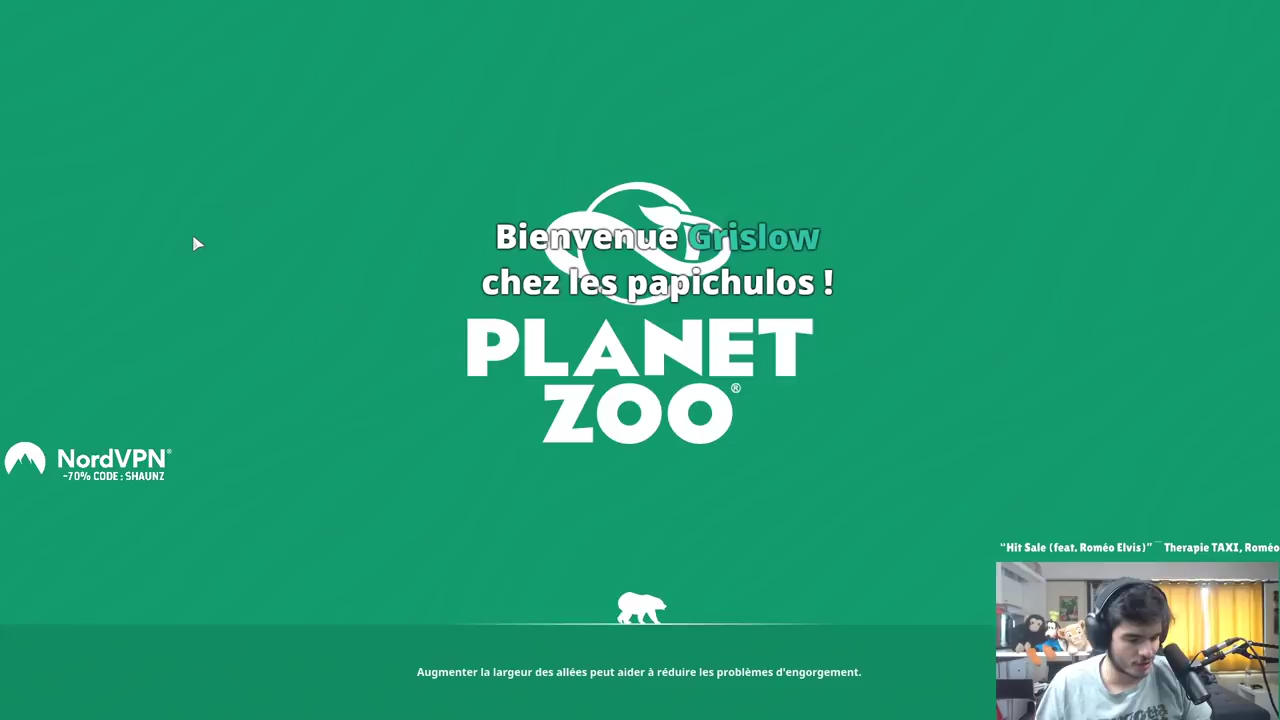 Bienvenue Grislow
chez les papichulos !
PLANET
ZOO®
NordVPN®
-70% CODE : SHAUNZ
"Hit Sale (feat. Roméo Elvis)" ¯ Therapie TAXI, Roméo
Augmenter la largeur des allées peut aider à réduire les problèmes d'engorgement.